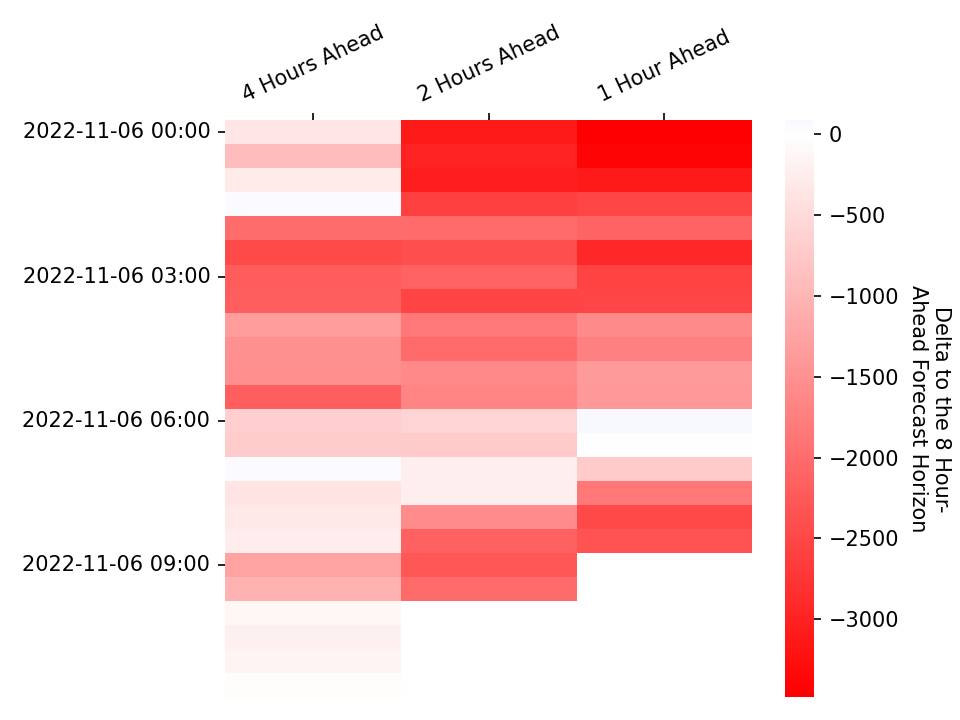 4 Hours Ahead
2 Hours Ahead
1 Hour Ahead
2022-11-06 00:00
2022-11-06 03:00
2022-11-06 06:00
2022-11-06 09:00
0
−500
−1000
−1500
−2000
−2500
−3000
Delta to the 8 Hour-
Ahead Forecast Horizon